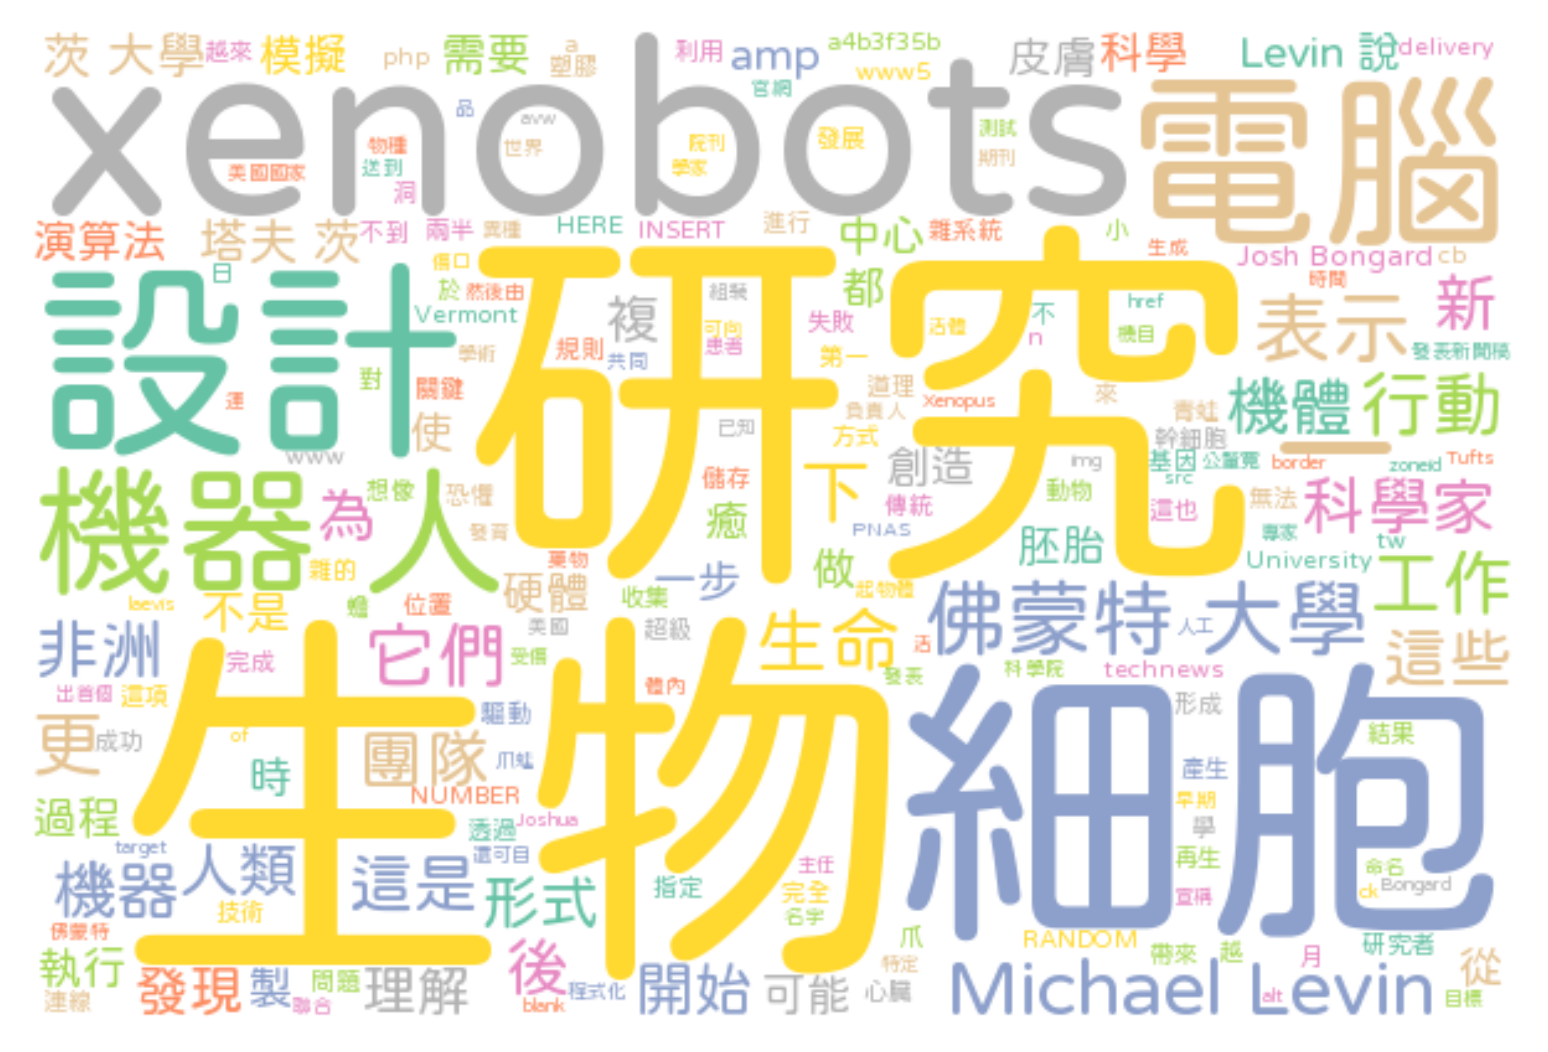 茨 大學 越來 模擬 php 需要 a 塑膠 利用 amp a4b3f35b www5 官網 皮膚 科學 Levin 說 delivery
xenobots 電腦
品 avw 物種 美國國家 送到 洞 世界 院刊 學家 發展 測試 期刊
演算法 塔夫 茨 不到 兩半 異種 HERE INSERT 進行 中心 雜系統 小 生成 Josh Bongard cb
設計 研究
日 傷口 於 然後由 Vermont 學術 對 關鍵 使 運 www
複 組裝 可向 患者 規則 共同 失敗 第一 已知
都 活體 不 n href 機目 時間 表示 新 發表新聞稿
道理 負責人 Xenopus 方式 來 青蛙 幹細胞 機體 行動 一
機器人 為 想像 恐懼 發育 儲存 癒 下 創造 傳統 PNAS img 動物 基因 公釐寬 src 這也 border 無法 zoneid Tufts 科學家 專家
雜的 藥物 硬體 一步 收集 做 起物體 胚胎 University tw 工作
laevis 不是 蟾 位置 美國 超級 生命 活 佛蒙特 人工 大學 這些
非洲 完成 它們 受傷 體內 發表 科學院 technews
出首個 這項 生物 細胞
更 成功 of 時 團隊 驅動 爪蛙 NUMBER 形成 產生 結果
過程 target 透過 Joshua 還可目 早期 學 再生 命名
機器 人類 技術 這是 形式 指定 主任 完全 名字 宣稱 ck Bongard
佛蒙特 執行 連線 發現 製 問題 聯合 理解 後 blank 程式化 開始 可能 心臟 特定 爪 RANDOM 帶來 越 月 研究者 從
Michael Levin alt 目標